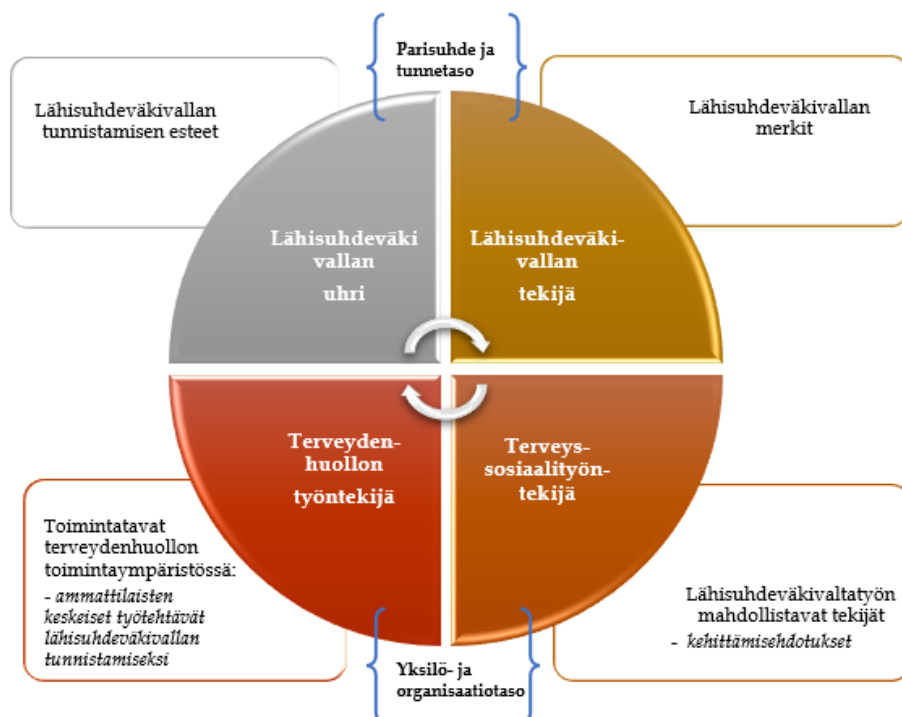 Parisuhde ja
tunnetaso
Lähisuhdeväkivallan
tunnistamisen esteet
Lähisuhdeväkivallan
merkit
Lähisuhdeväki
vallan
uhri
Lähisuhdeväki-
vallan
tekijä
Terveyden-
huollon
työntekijä
Terveys-
sosiaalityön-
tekijä
Toimintatavat
terveydenhuollon
toimintaympäristössä:
- ammattilaisten
keskeiset työtehtävät
lähisuhdeväkivallan
tunnistamiseksi
Lähisuhdeväkivaltatyön
mahdollistavat tekijät
- kehittämisehdotukset
Yksilö- ja
organisaatiotaso